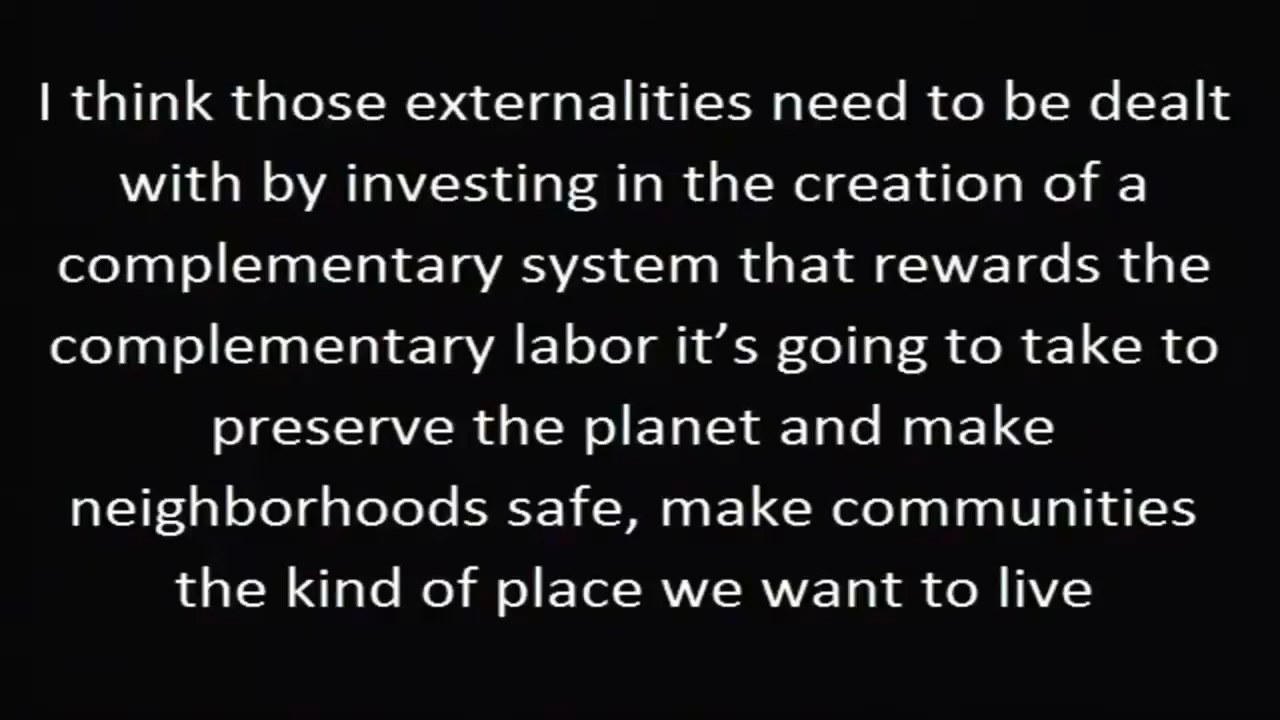 I think those externalities need to be dealt
with by investing in the creation of a
complementary system that rewards the
complementary labor it’s going to take to
preserve the planet and make
neighborhoods safe, make communities
the kind of place we want to live